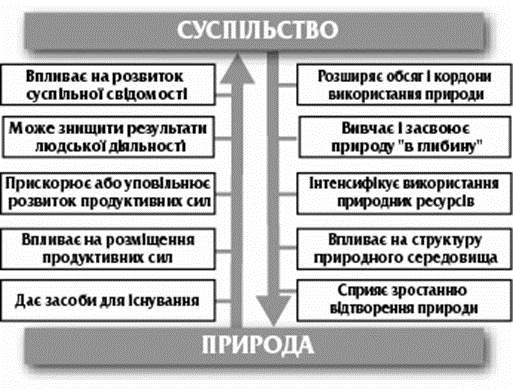 СУСПІЛЬСТВО
Впливає на розвиток
суспільної свідомості
Може знищити результати
людської діяльності
Прискорює або уповільнює
розвиток продуктивних сил
Впливає на розміщення
продуктивних сил
Дає засоби для існування
Розширяє обсяг і кордони
використання природи
Вивчає і засвоює
природу "в глибину"
Інтенсифікує використання
природних ресурсів
Впливає на структуру
природного середовища
Сприяє зростанню
відтворення природи
ПРИРОДА